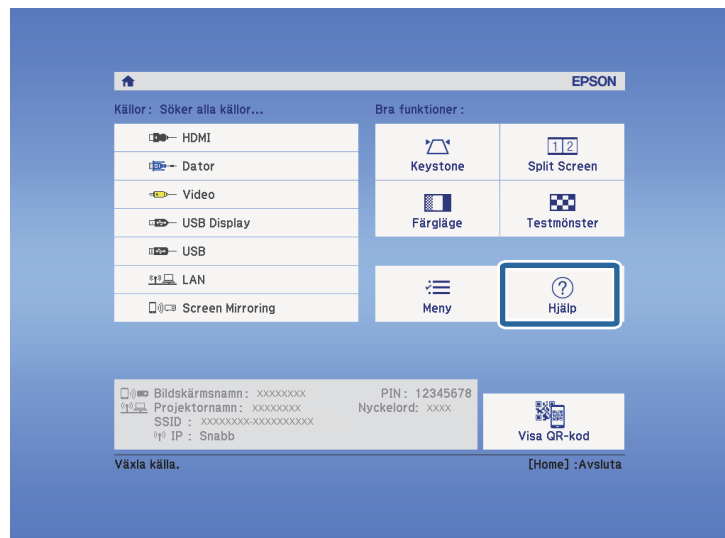 EPSON
Källor : Söker alla källor...
HDMI
Dator
Video
USB Display
USB
LAN
Screen Mirroring
Bra funktioner :
Keystone
1 2
Split Screen
Färgläge
Testmönster
Meny
?
Hjälp
Bildskärmsnamn : xxxxxxxx PIN : 12345678
Projektornamn : xxxxxxxx Nyckelord: xxxx
SSID : xxxxxxxx-xxxxxxxxxx
IP : Snabb
Visa QR-kod
Växla källa. [Home] :Avsluta